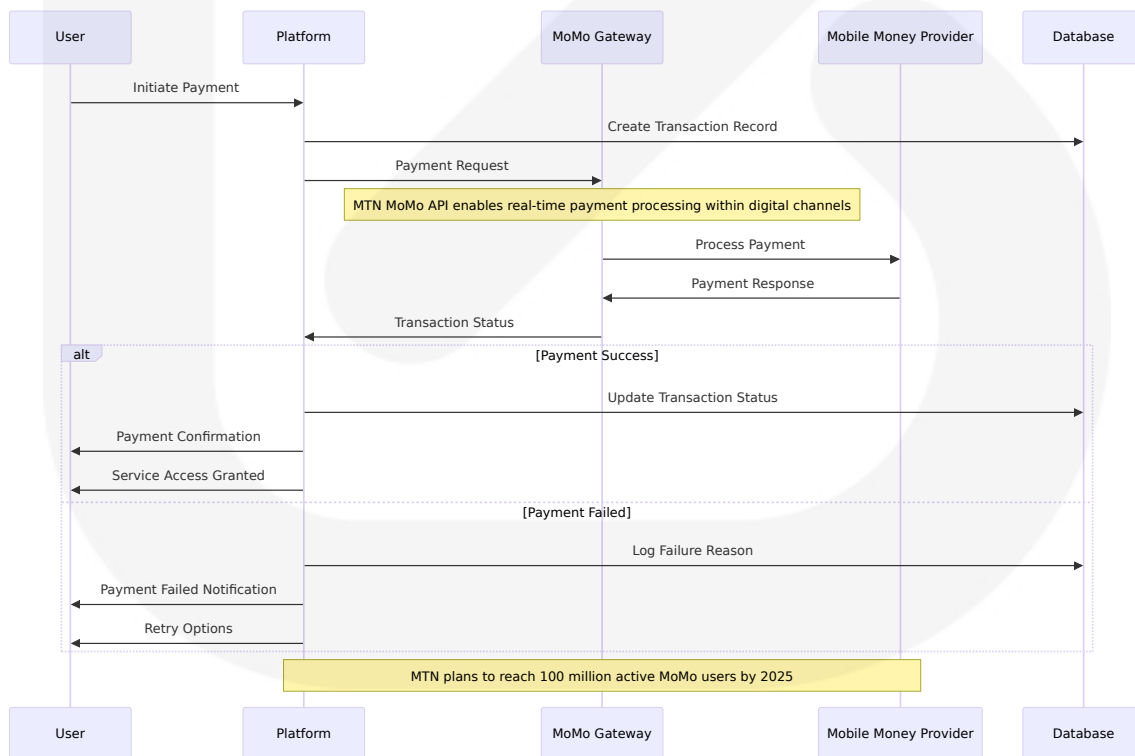 User Platform MoMo Gateway Mobile Money Provider Database
Initiate Payment
Create Transaction Record
Payment Request
MTN MoMo API enables real-time payment processing within digital channels
Process Payment
Payment Response
Transaction Status
alt [Payment Success]
Update Transaction Status
Payment Confirmation
Service Access Granted
[Payment Failed]
Log Failure Reason
Payment Failed Notification
Retry Options
MTN plans to reach 100 million active MoMo users by 2025
User Platform MoMo Gateway Mobile Money Provider Database